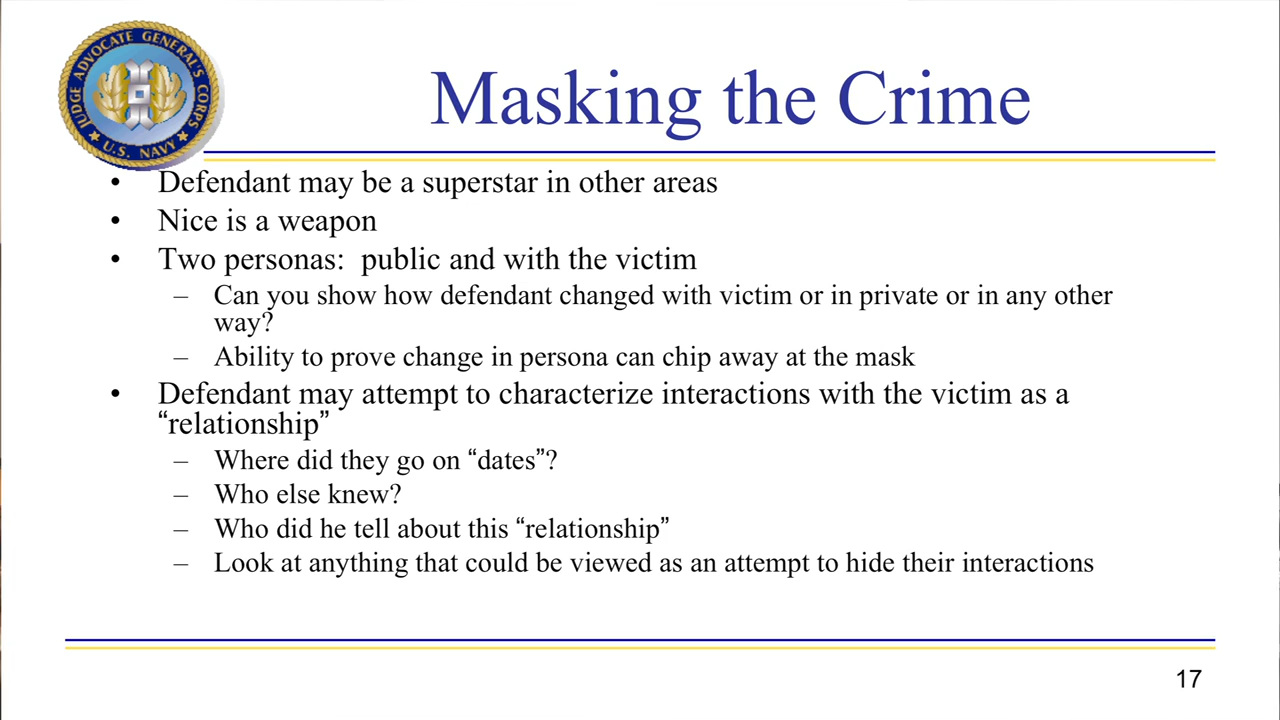 JUDGE ADVOCATE GENERAL'S CORPS
U.S. NAVY
Masking the Crime
• Defendant may be a superstar in other areas
• Nice is a weapon
• Two personas:  public and with the victim
– Can you show how defendant changed with victim or in private or in any other
way?
– Ability to prove change in persona can chip away at the mask
• Defendant may attempt to characterize interactions with the victim as a
“relationship”
– Where did they go on “dates”?
– Who else knew?
– Who did he tell about this “relationship”
– Look at anything that could be viewed as an attempt to hide their interactions
17